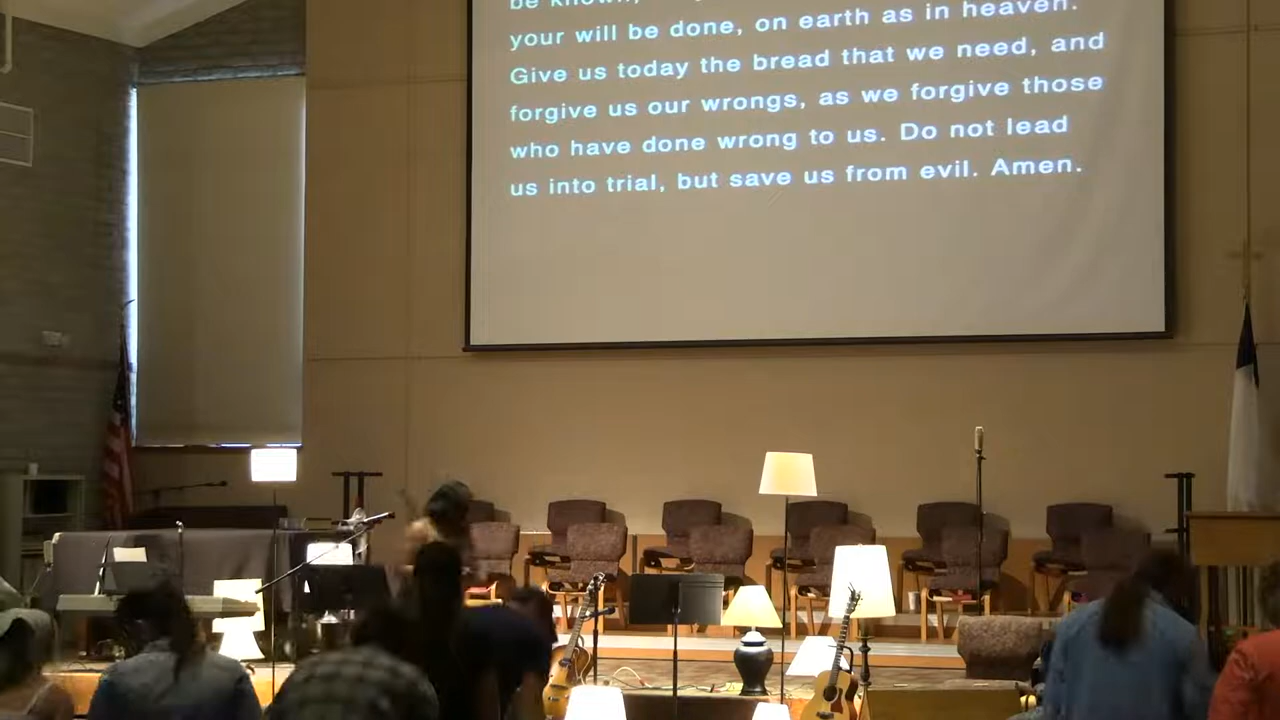 be known,
your will be done, on earth as in heaven.
Give us today the bread that we need, and
forgive us our wrongs, as we forgive those
who have done wrong to us. Do not lead
us into trial, but save us from evil. Amen.